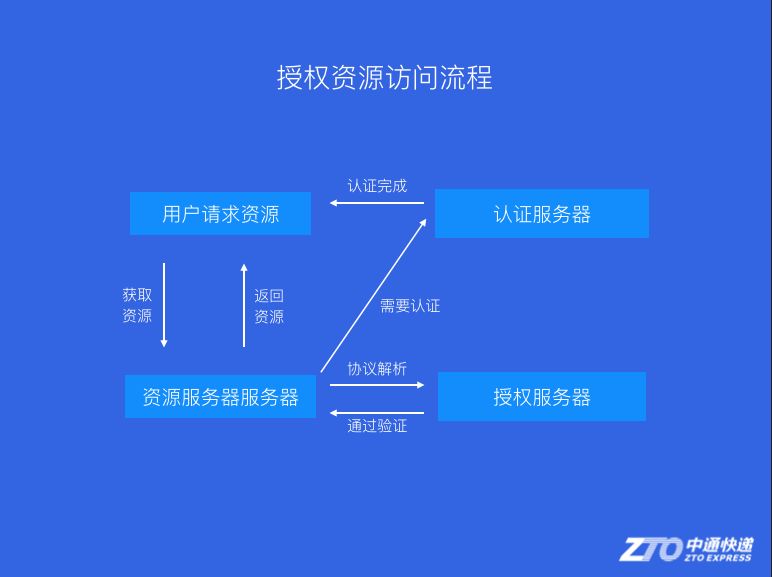 授权资源访问流程
认证完成
用户请求资源
认证服务器
获取
资源
返回
资源
需要认证
协议解析
资源服务器服务器
授权服务器
通过验证
ZTO 中通快递
ZTO EXPRESS